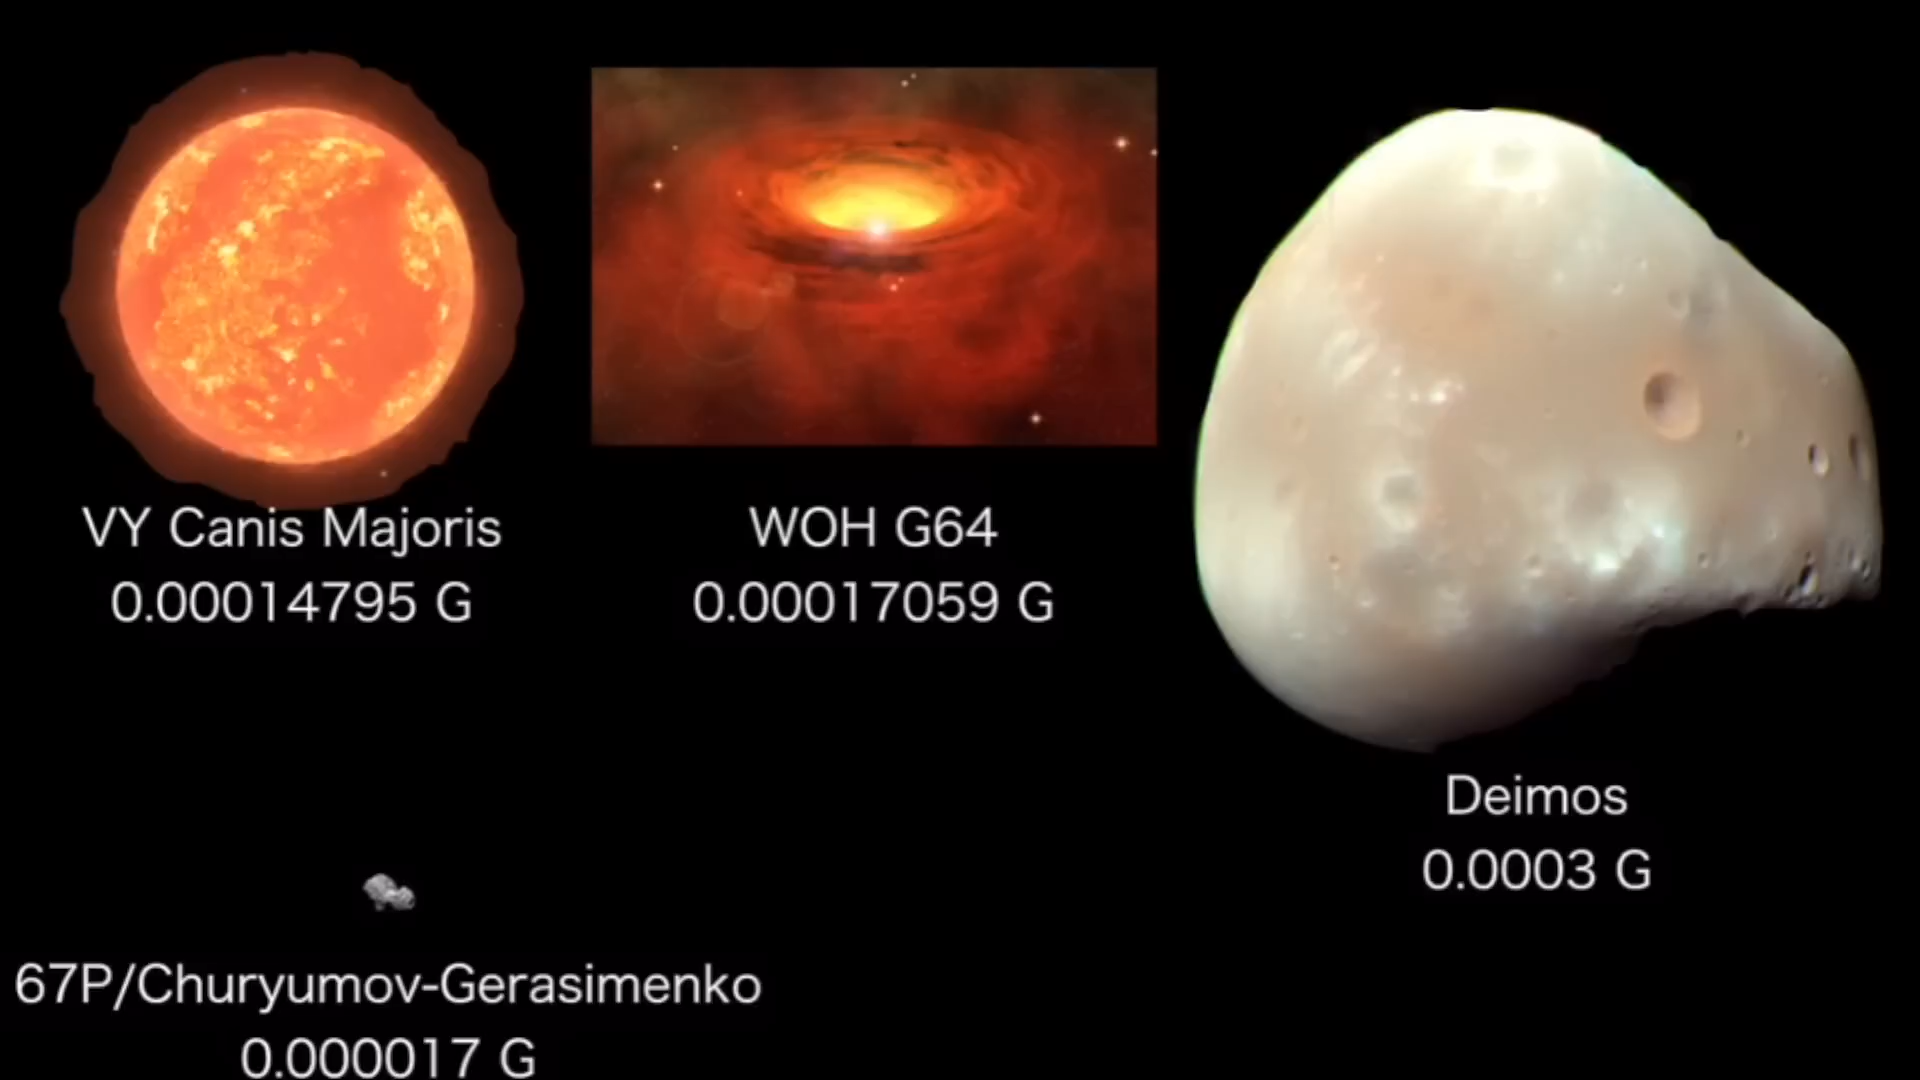 VY Canis Majoris
0.00014795 G
WOH G64
0.00017059 G
Deimos
0.0003 G
67P/Churyumov-Gerasimenko
0.000017 G